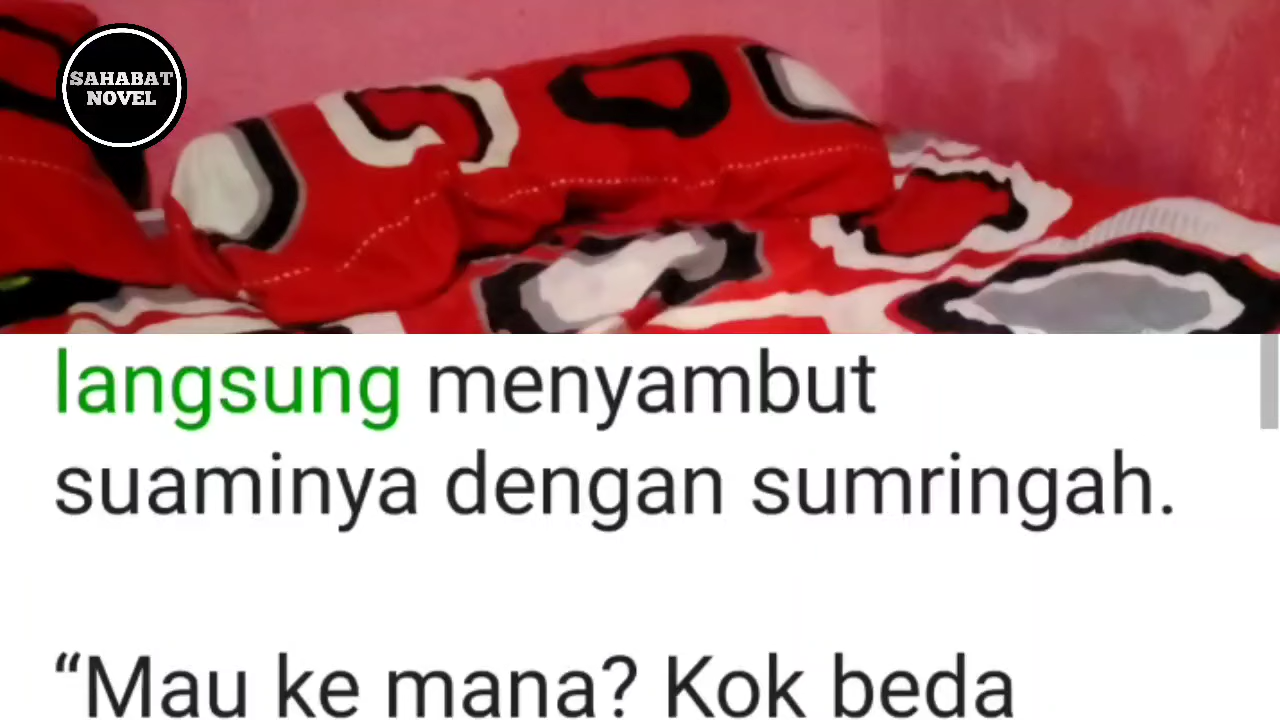 SAHABAT
NOVEL
langsung menyambut
suaminya dengan sumringah.
“Mau ke mana? Kok beda